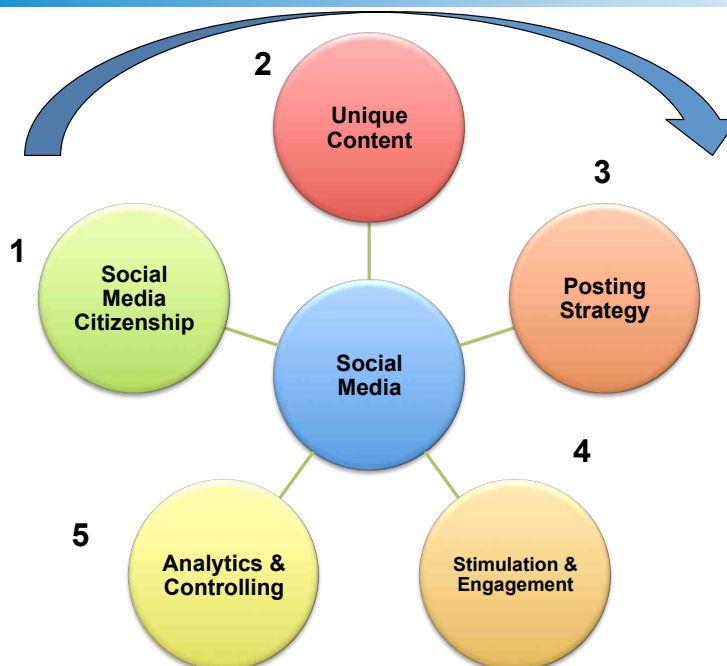 2
Unique
Content
3
Posting
Strategy
1
Social
Media
Citizenship
Social
Media
4
Stimulation &
Engagement
5
Analytics &
Controlling